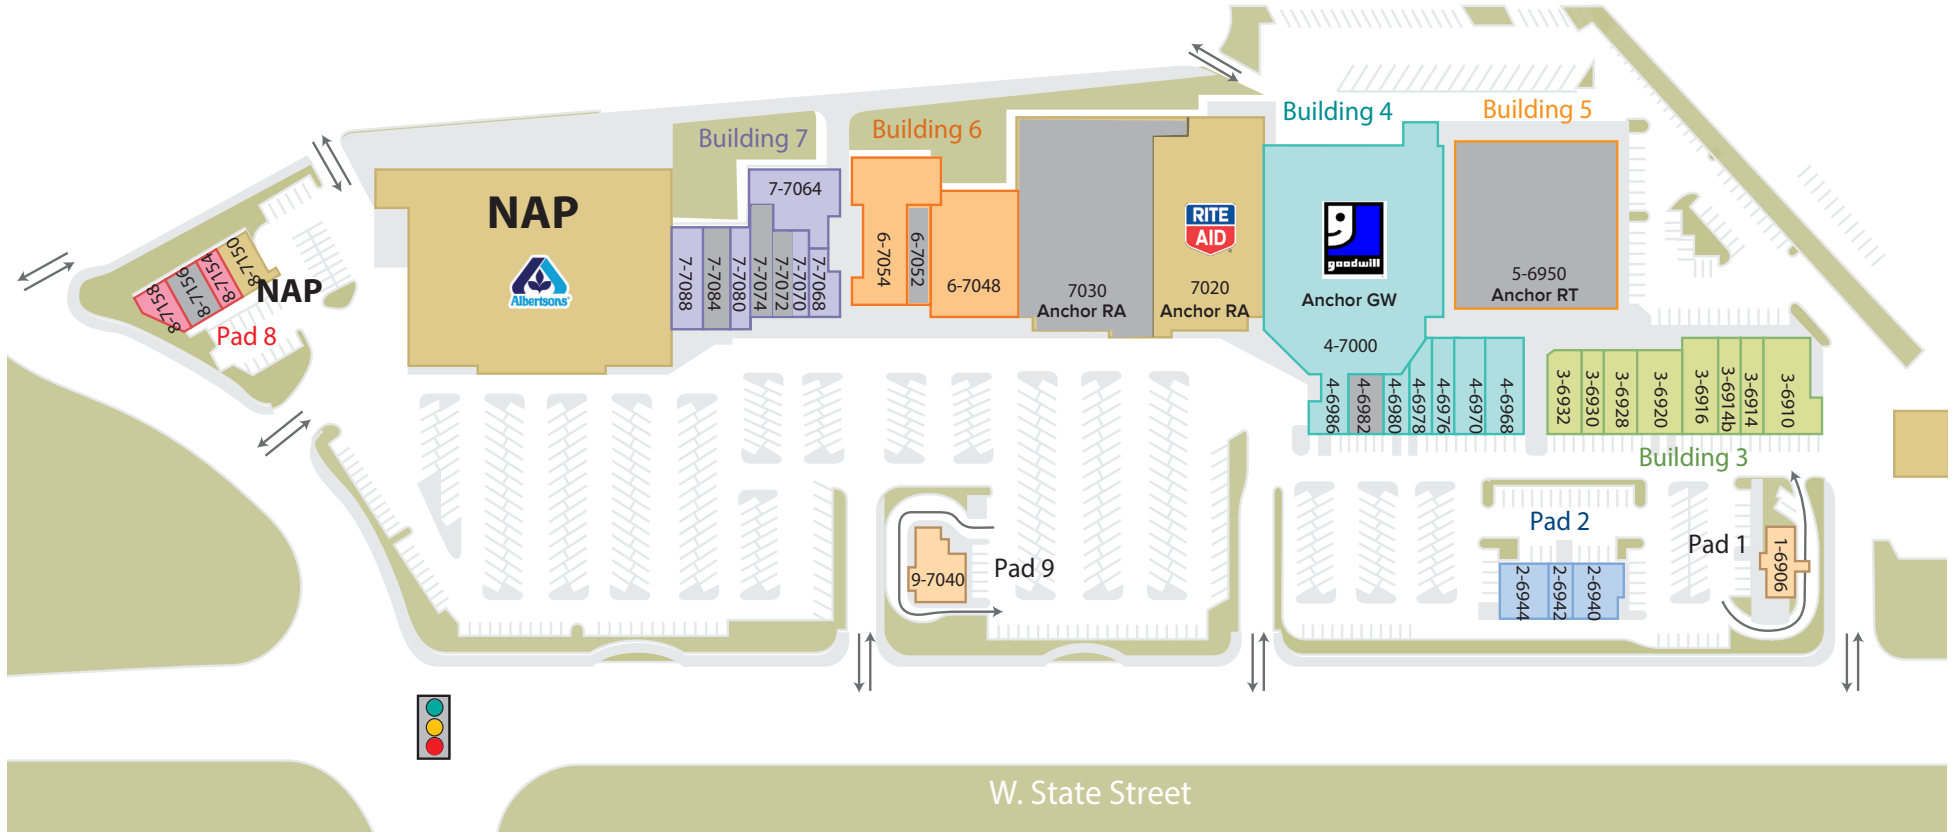 Building 4
Building 5
Building 6
Building 7
NAP
Albertsons
7-7064
7-7088
7-7084
7-7080
7-7074
7-7072
7-7070
7-7068
6-7054
6-7052
6-7048
7030
Anchor RA
RITE
AID
7020
Anchor RA
goodwill
Anchor GW
4-7000
5-6950
Anchor RT
8-7150
8-7154
8-7156
8-7158
NAP
Pad 8
4-6986
4-6982
4-6980
4-6978
4-6976
4-6970
4-6968
3-6932
3-6930
3-6928
3-6920
3-6916
3-6914b
3-6914
3-6910
Building 3
Pad 2
2-6944
2-6942
2-6940
Pad 1
1-6906
9-7040
Pad 9
W. State Street